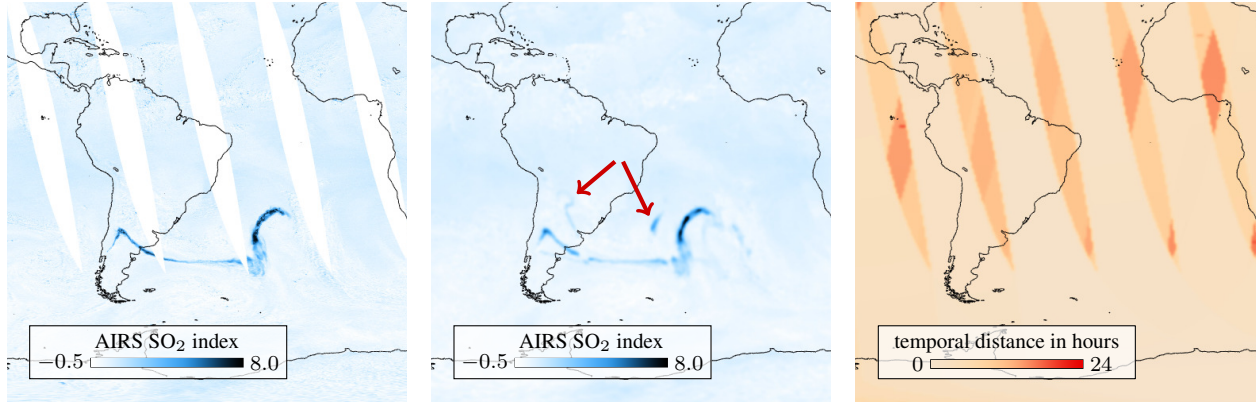 AIRS SO₂ index
−0.5 8.0
AIRS SO₂ index
−0.5 8.0
temporal distance in hours
0 24